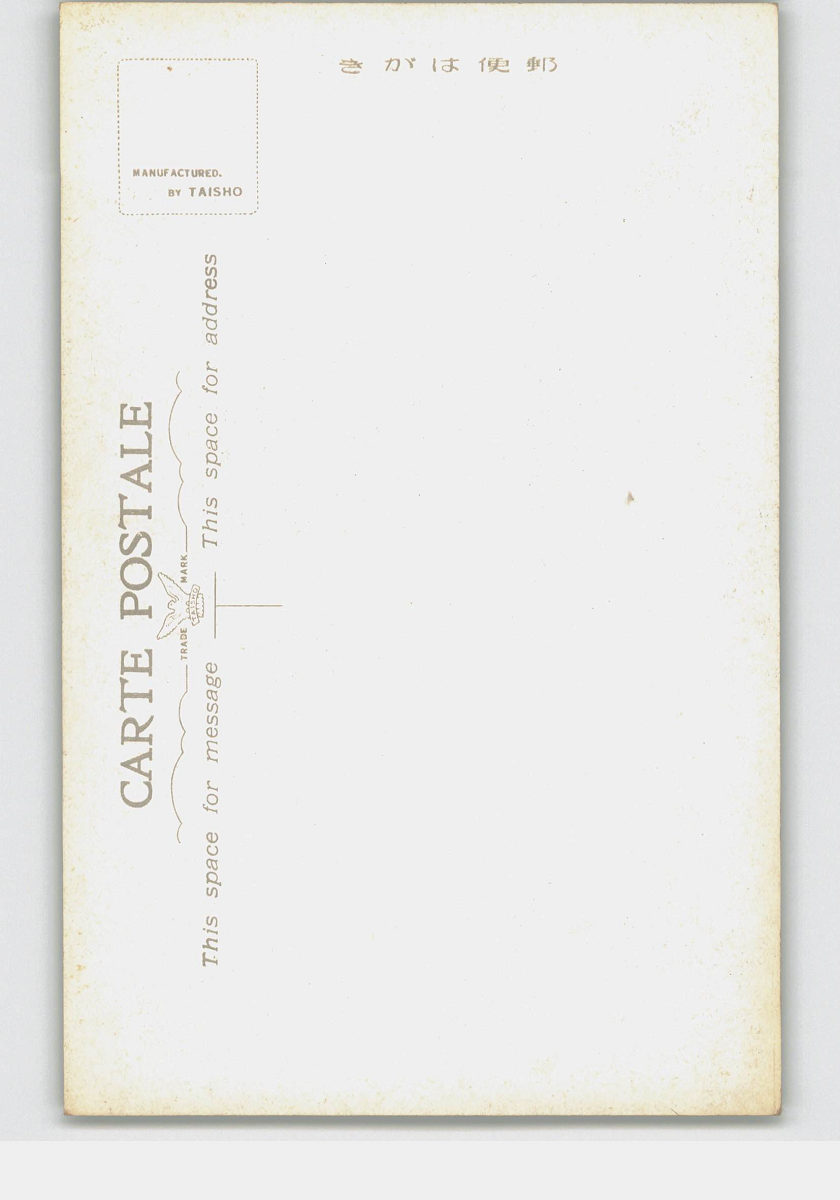 きがは便郵
MANUFACTURED.
BY TAISHO
CARTE POSTALE
TRADE MARK
TAISHO
This space for message
This space for address